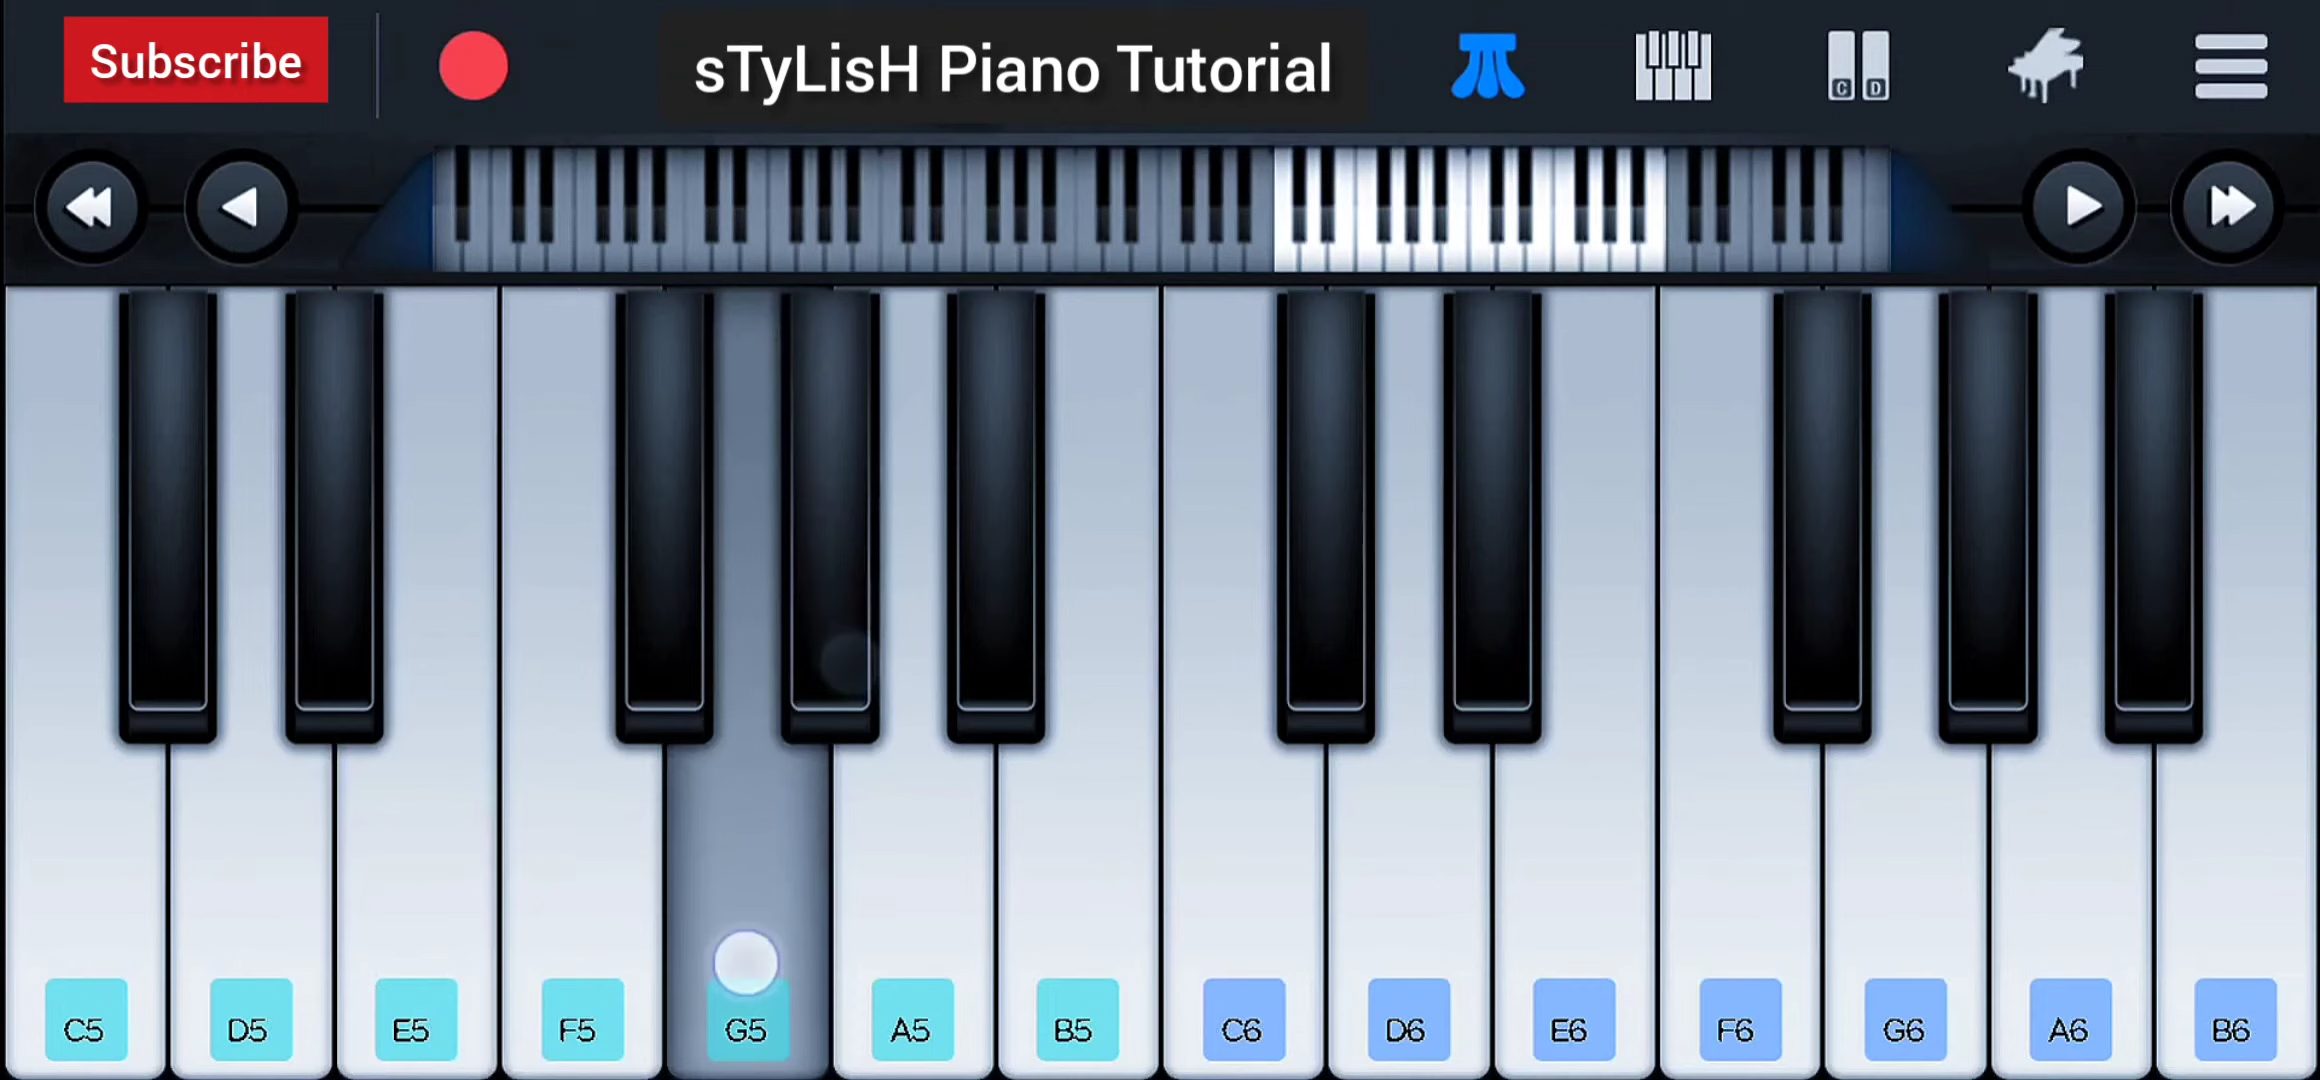 Subscribe
sTyLisH Piano Tutorial
C D
C5 D5 E5 F5 G5 A5 B5 C6 D6 E6 F6 G6 A6 B6